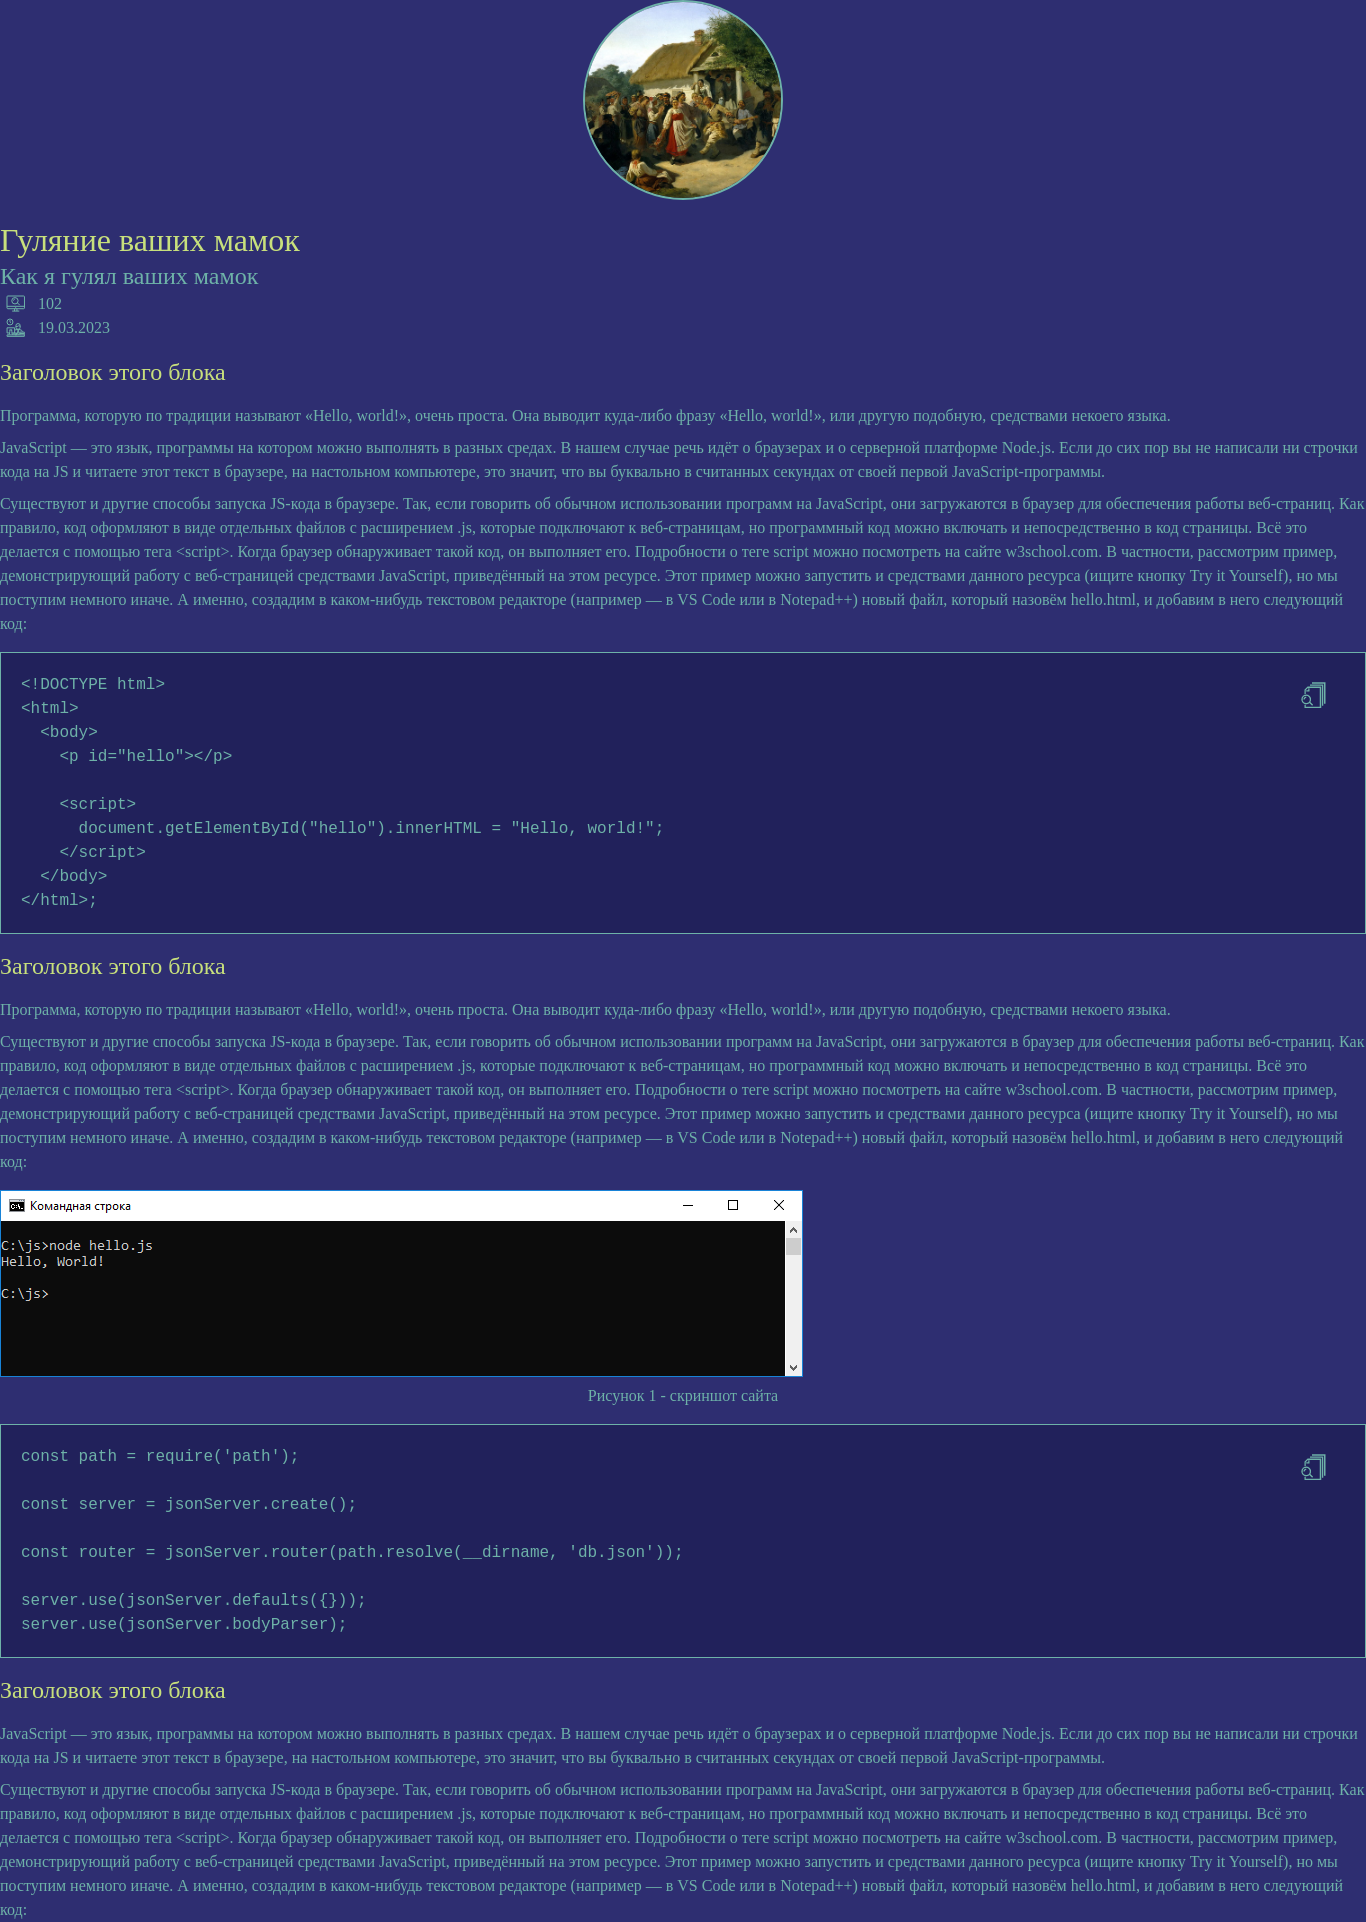 Гуляние ваших мамок
Как я гулял ваших мамок
102
19.03.2023
Заголовок этого блока
Программа, которую по традиции называют «Hello, world!», очень проста. Она выводит куда-либо фразу «Hello, world!», или другую подобную, средствами некоего языка.
JavaScript — это язык, программы на котором можно выполнять в разных средах. В нашем случае речь идёт о браузерах и о серверной платформе Node.js. Если до сих пор вы не написали ни строчки
кода на JS и читаете этот текст в браузере, на настольном компьютере, это значит, что вы буквально в считанных секундах от своей первой JavaScript-программы.
Существуют и другие способы запуска JS-кода в браузере. Так, если говорить об обычном использовании программ на JavaScript, они загружаются в браузер для обеспечения работы веб-страниц. Как
правило, код оформляют в виде отдельных файлов с расширением .js, которые подключают к веб-страницам, но программный код можно включать и непосредственно в код страницы. Всё это
делается с помощью тега <script>. Когда браузер обнаруживает такой код, он выполняет его. Подробности о теге script можно посмотреть на сайте w3school.com. В частности, рассмотрим пример,
демонстрирующий работу с веб-страницей средствами JavaScript, приведённый на этом ресурсе. Этот пример можно запустить и средствами данного ресурса (ищите кнопку Try it Yourself), но мы
поступим немного иначе. А именно, создадим в каком-нибудь текстовом редакторе (например — в VS Code или в Notepad++) новый файл, который назовём hello.html, и добавим в него следующий
код:
<!DOCTYPE html>
<html>
  <body>
    <p id="hello"></p>

    <script>
      document.getElementById("hello").innerHTML = "Hello, world!";
    </script>
  </body>
</html>;
Заголовок этого блока
Программа, которую по традиции называют «Hello, world!», очень проста. Она выводит куда-либо фразу «Hello, world!», или другую подобную, средствами некоего языка.
Существуют и другие способы запуска JS-кода в браузере. Так, если говорить об обычном использовании программ на JavaScript, они загружаются в браузер для обеспечения работы веб-страниц. Как
правило, код оформляют в виде отдельных файлов с расширением .js, которые подключают к веб-страницам, но программный код можно включать и непосредственно в код страницы. Всё это
делается с помощью тега <script>. Когда браузер обнаруживает такой код, он выполняет его. Подробности о теге script можно посмотреть на сайте w3school.com. В частности, рассмотрим пример,
демонстрирующий работу с веб-страницей средствами JavaScript, приведённый на этом ресурсе. Этот пример можно запустить и средствами данного ресурса (ищите кнопку Try it Yourself), но мы
поступим немного иначе. А именно, создадим в каком-нибудь текстовом редакторе (например — в VS Code или в Notepad++) новый файл, который назовём hello.html, и добавим в него следующий
код:
Командная строка
C:\js>node hello.js
Hello, World!
C:\js>
Рисунок 1 - скриншот сайта
const path = require('path');

const server = jsonServer.create();

const router = jsonServer.router(path.resolve(__dirname, 'db.json'));

server.use(jsonServer.defaults({}));
server.use(jsonServer.bodyParser);
Заголовок этого блока
JavaScript — это язык, программы на котором можно выполнять в разных средах. В нашем случае речь идёт о браузерах и о серверной платформе Node.js. Если до сих пор вы не написали ни строчки
кода на JS и читаете этот текст в браузере, на настольном компьютере, это значит, что вы буквально в считанных секундах от своей первой JavaScript-программы.
Существуют и другие способы запуска JS-кода в браузере. Так, если говорить об обычном использовании программ на JavaScript, они загружаются в браузер для обеспечения работы веб-страниц. Как
правило, код оформляют в виде отдельных файлов с расширением .js, которые подключают к веб-страницам, но программный код можно включать и непосредственно в код страницы. Всё это
делается с помощью тега <script>. Когда браузер обнаруживает такой код, он выполняет его. Подробности о теге script можно посмотреть на сайте w3school.com. В частности, рассмотрим пример,
демонстрирующий работу с веб-страницей средствами JavaScript, приведённый на этом ресурсе. Этот пример можно запустить и средствами данного ресурса (ищите кнопку Try it Yourself), но мы
поступим немного иначе. А именно, создадим в каком-нибудь текстовом редакторе (например — в VS Code или в Notepad++) новый файл, который назовём hello.html, и добавим в него следующий
код: